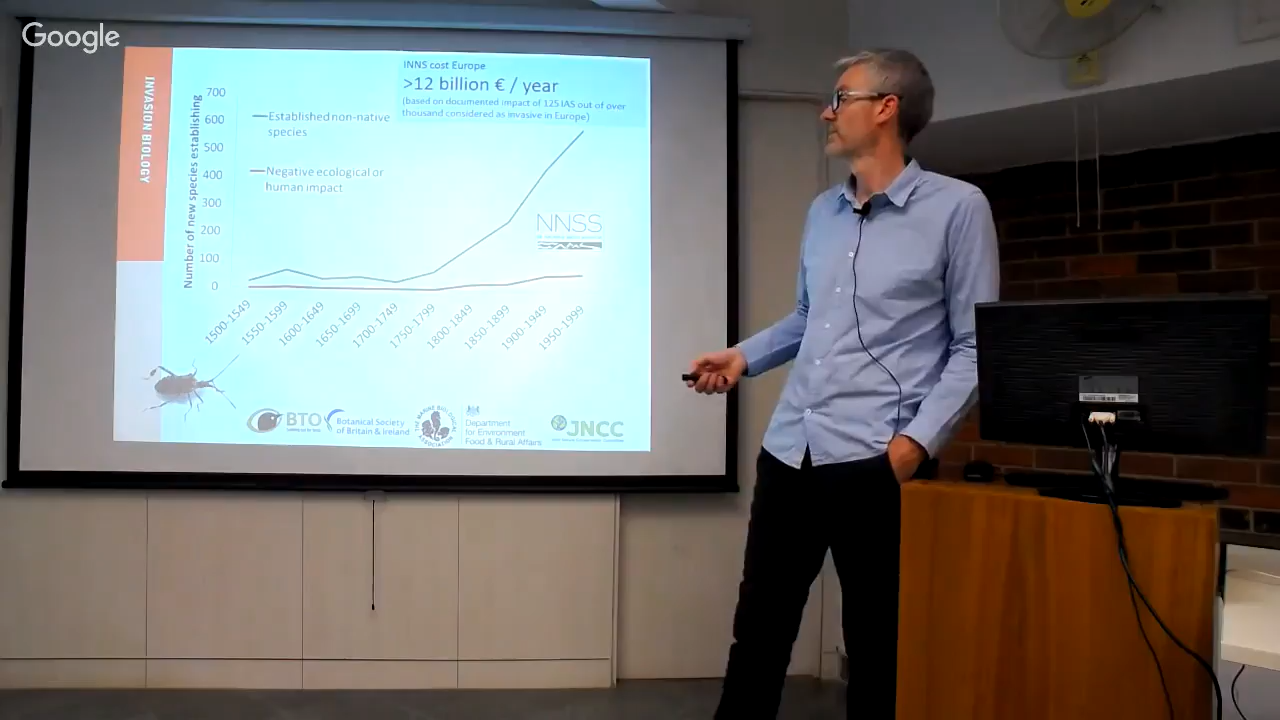 Google
INVASION BIOLOGY
INNS cost Europe
>12 billion € / year
(based on documented impact of 125 IAS out of over
thousand considered as invasive in Europe)
Number of new species establishing
700
600
500
400
300
200
100
0
Established non-native
species
Negative ecological or
human impact
NNSS
1500-1549
1550-1599
1600-1649
1650-1699
1700-1749
1750-1799
1800-1849
1850-1899
1900-1949
1950-1999
BTO
Botanical Society
of Britain & Ireland
THE MARINE BIOLOGICAL
ASSOCIATION
Department
for Environment
Food & Rural Affairs
JNCC